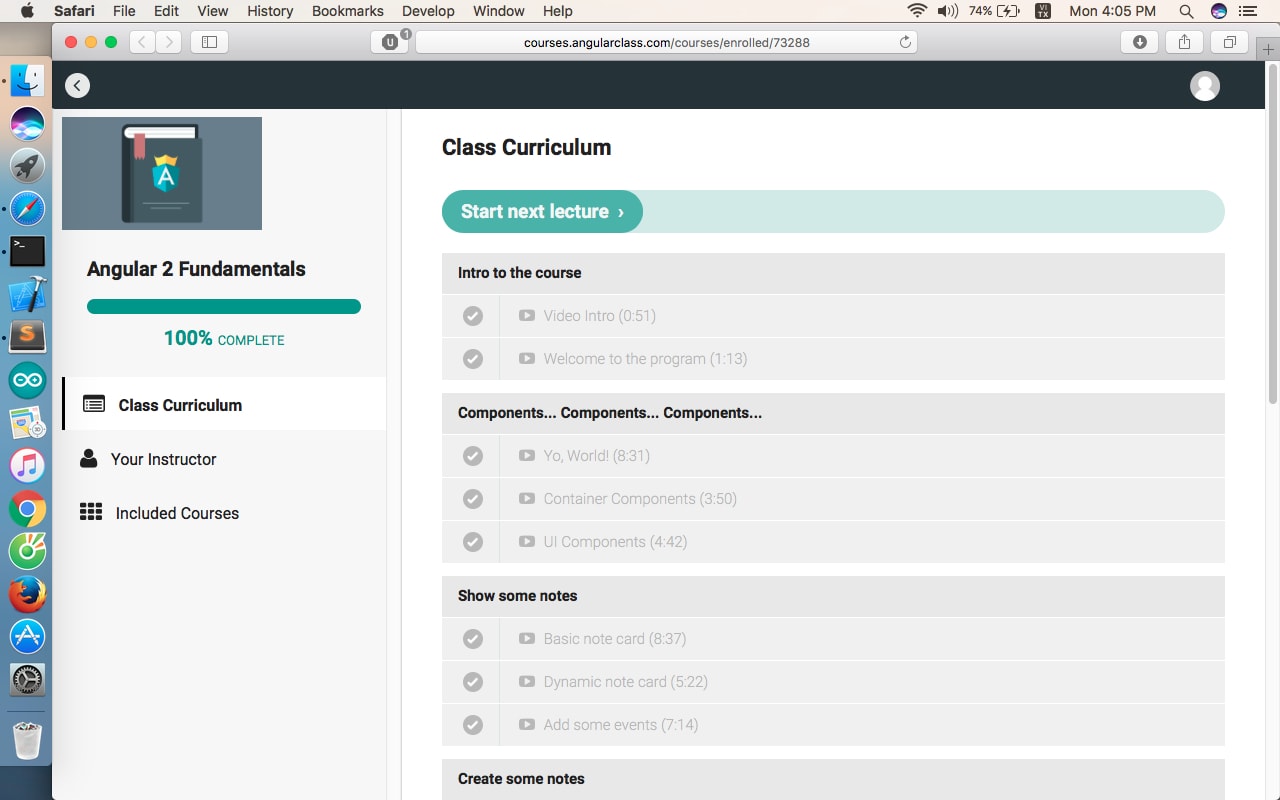 Safari File Edit View History Bookmarks Develop Window Help 74% VI TX Mon 4:05 PM
U 1 courses.angularclass.com/courses/enrolled/73288
A
Angular 2 Fundamentals
100% COMPLETE
Class Curriculum
Your Instructor
Included Courses
Class Curriculum
Start next lecture ›
Intro to the course
Video Intro (0:51)
Welcome to the program (1:13)
Components... Components... Components...
Yo, World! (8:31)
Container Components (3:50)
UI Components (4:42)
Show some notes
Basic note card (8:37)
Dynamic note card (5:22)
Add some events (7:14)
Create some notes